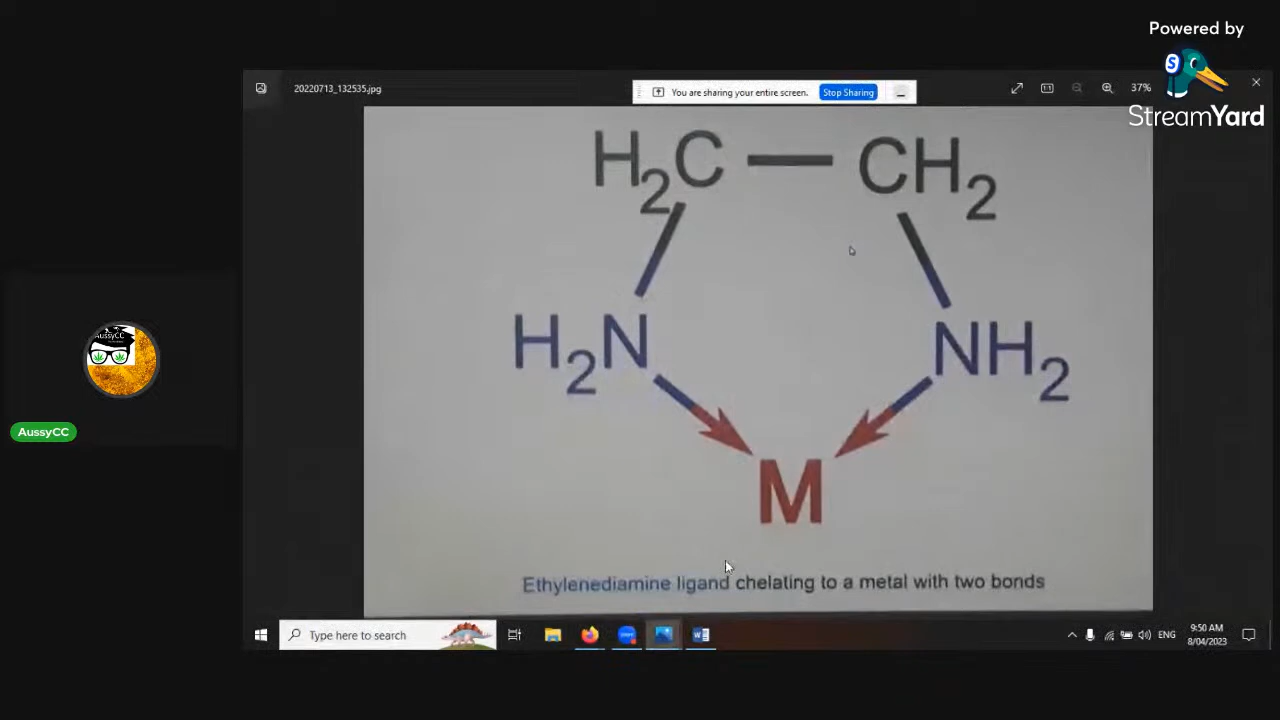 Powered by
StreamYard
20220713_132535.jpg
You are sharing your entire screen.
Stop Sharing
37%
H₂C — CH₂
H₂N
NH₂
M
Ethylenediamine ligand chelating to a metal with two bonds
AussyCC
AussyCC
Type here to search
ENG
9:50 AM
8/04/2023